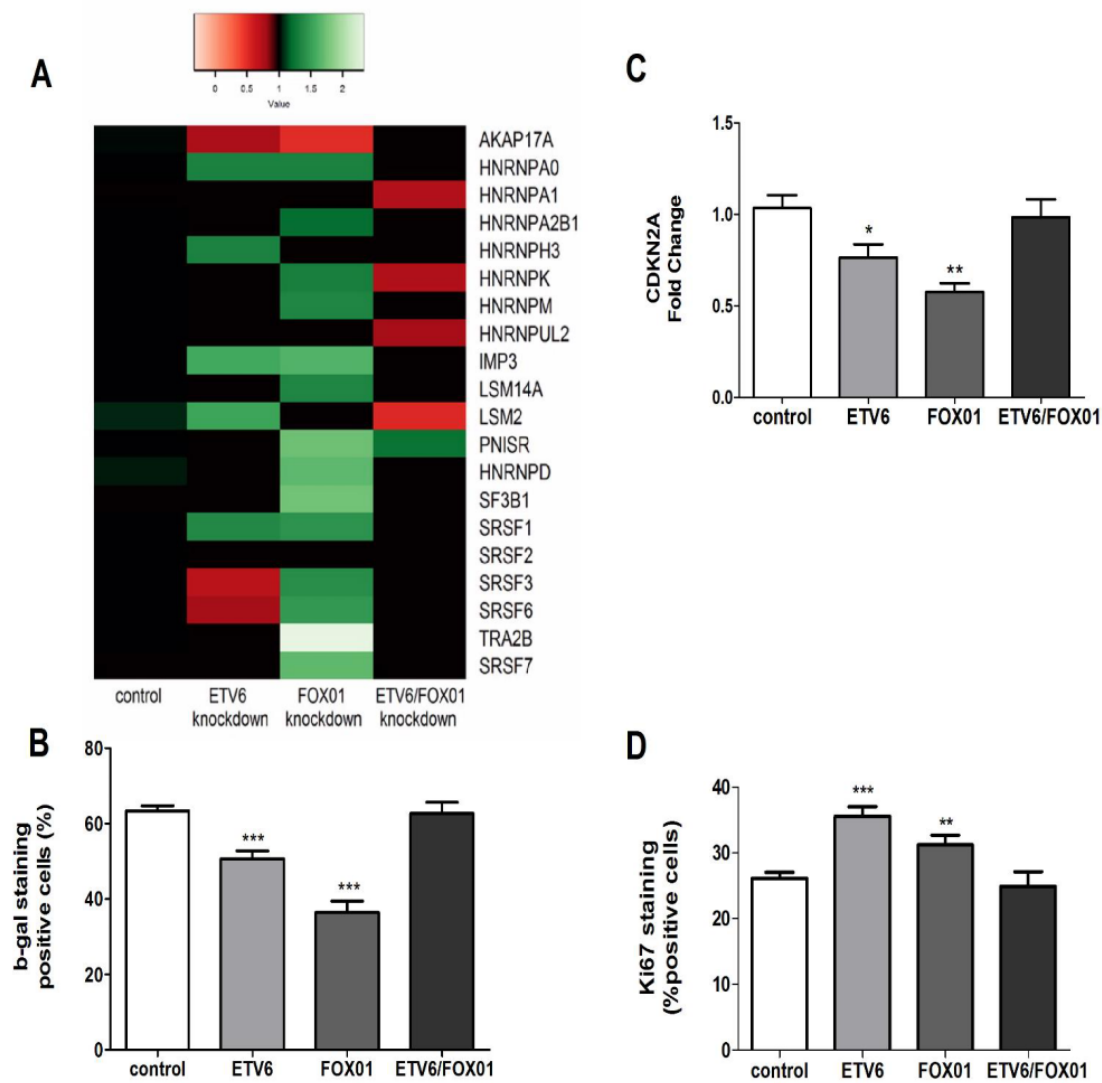 A
0 0.5 1 1.5 2
Value
AKAP17A
HNRNPA0
HNRNPA1
HNRNPA2B1
HNRNPH3
HNRNPK
HNRNPM
HNRNPUL2
IMP3
LSM14A
LSM2
PNISR
HNRNPD
SF3B1
SRSF1
SRSF2
SRSF3
SRSF6
TRA2B
SRSF7
control ETV6 FOX01 ETV6/FOX01
knockdown knockdown knockdown
B
b-gal staining
positive cells (%)
80
60
40
20
0
***
***
control ETV6 FOX01 ETV6/FOX01
C
CDKN2A
Fold Change
1.5
1.0
0.5
0.0
*
**
control ETV6 FOX01 ETV6/FOX01
D
Ki67 staining
(%positive cells)
40
30
20
10
0
***
**
control ETV6 FOX01 ETV6/FOX01